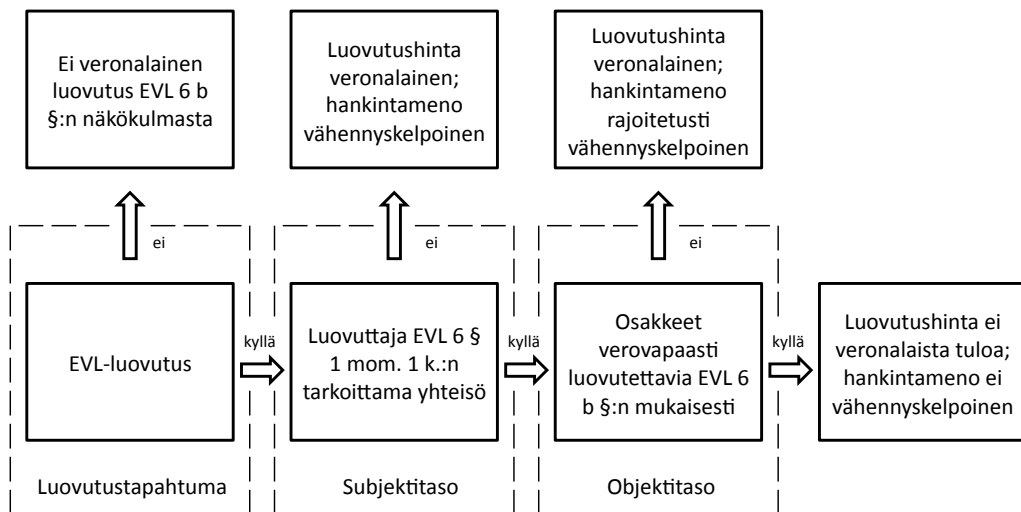 Ei veronalainen
luovutus EVL 6 b
§:n näkökulmasta
Luovutushinta
veronalainen;
hankintameno
vähennyskelpoinen
Luovutushinta
veronalainen;
hankintameno
rajoitetusti
vähennyskelpoinen
ei
ei
ei
EVL-luovutus
kyllä
Luovuttaja EVL 6 §
1 mom. 1 k.:n
tarkoittama yhteisö
kyllä
Osakkeet
verovapaasti
luovutettavia EVL 6
b §:n mukaisesti
kyllä
Luovutushinta ei
veronalaista tuloa;
hankintameno ei
vähennyskelpoinen
Luovutustapahtuma
Subjektitaso
Objektitaso